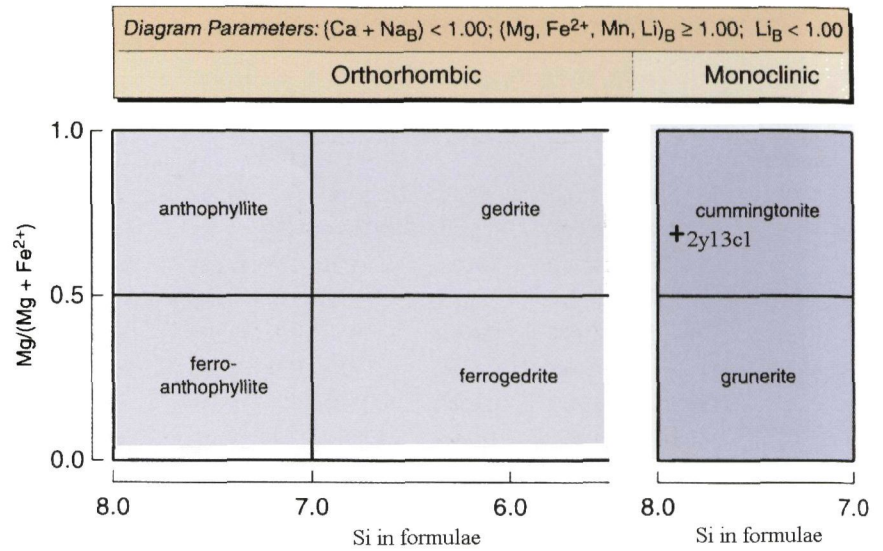 Diagram Parameters: (Ca + NaB) < 1.00; (Mg, Fe2+, Mn, Li)B ≥ 1.00; LiB < 1.00
Orthorhombic Monoclinic
1.0
anthophyllite gedrite cummingtonite
+2y13c1
Mg/(Mg + Fe2+)
0.5
ferro-
anthophyllite ferrogedrite grunerite
0.0
8.0 7.0 6.0 8.0 7.0
Si in formulae Si in formulae